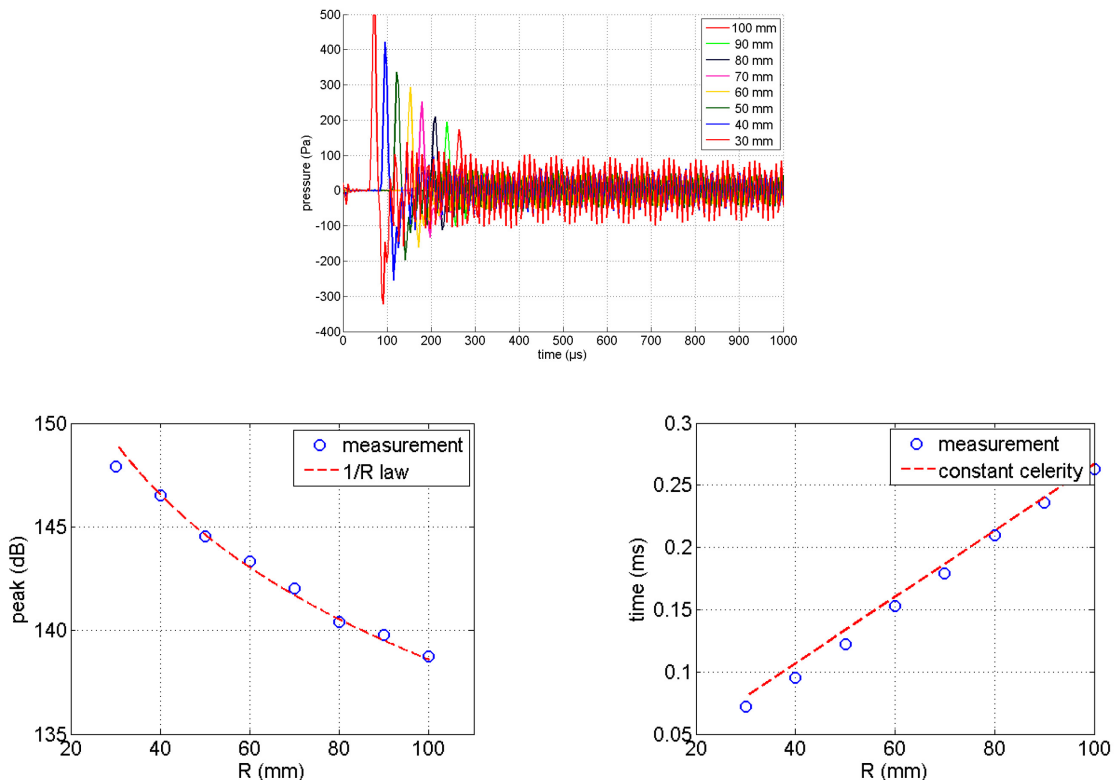 500
400
300
200
100
0
-100
-200
-300
-400
pressure (Pa)
0 100 200 300 400 500 600 700 800 900 1000
time (µs)
100 mm
90 mm
80 mm
70 mm
60 mm
50 mm
40 mm
30 mm
150
145
140
135
peak (dB)
20 40 60 80 100
R (mm)
measurement
1/R law
0.3
0.25
0.2
0.15
0.1
0.05
time (ms)
20 40 60 80 100
R (mm)
measurement
constant celerity